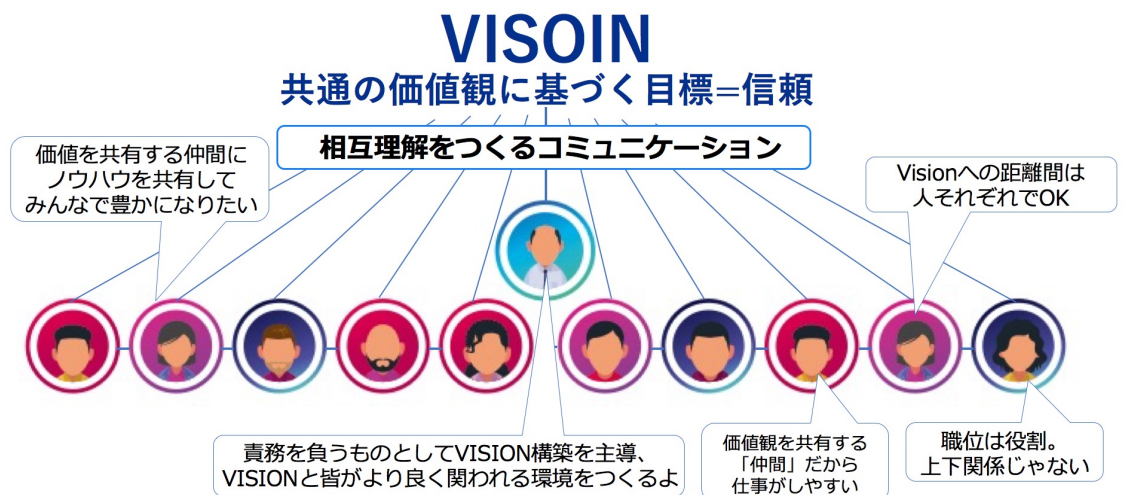 VISOIN
共通の価値観に基づく目標=信頼
相互理解をつくるコミュニケーション
価値を共有する仲間に
ノウハウを共有して
みんなで豊かになりたい
Visionへの距離間は
人それぞれでOK
責務を負うものとしてVISION構築を主導、
VISIONと皆がより良く関われる環境をつくるよ
価値観を共有する
「仲間」だから
仕事がしやすい
職位は役割。
上下関係じゃない